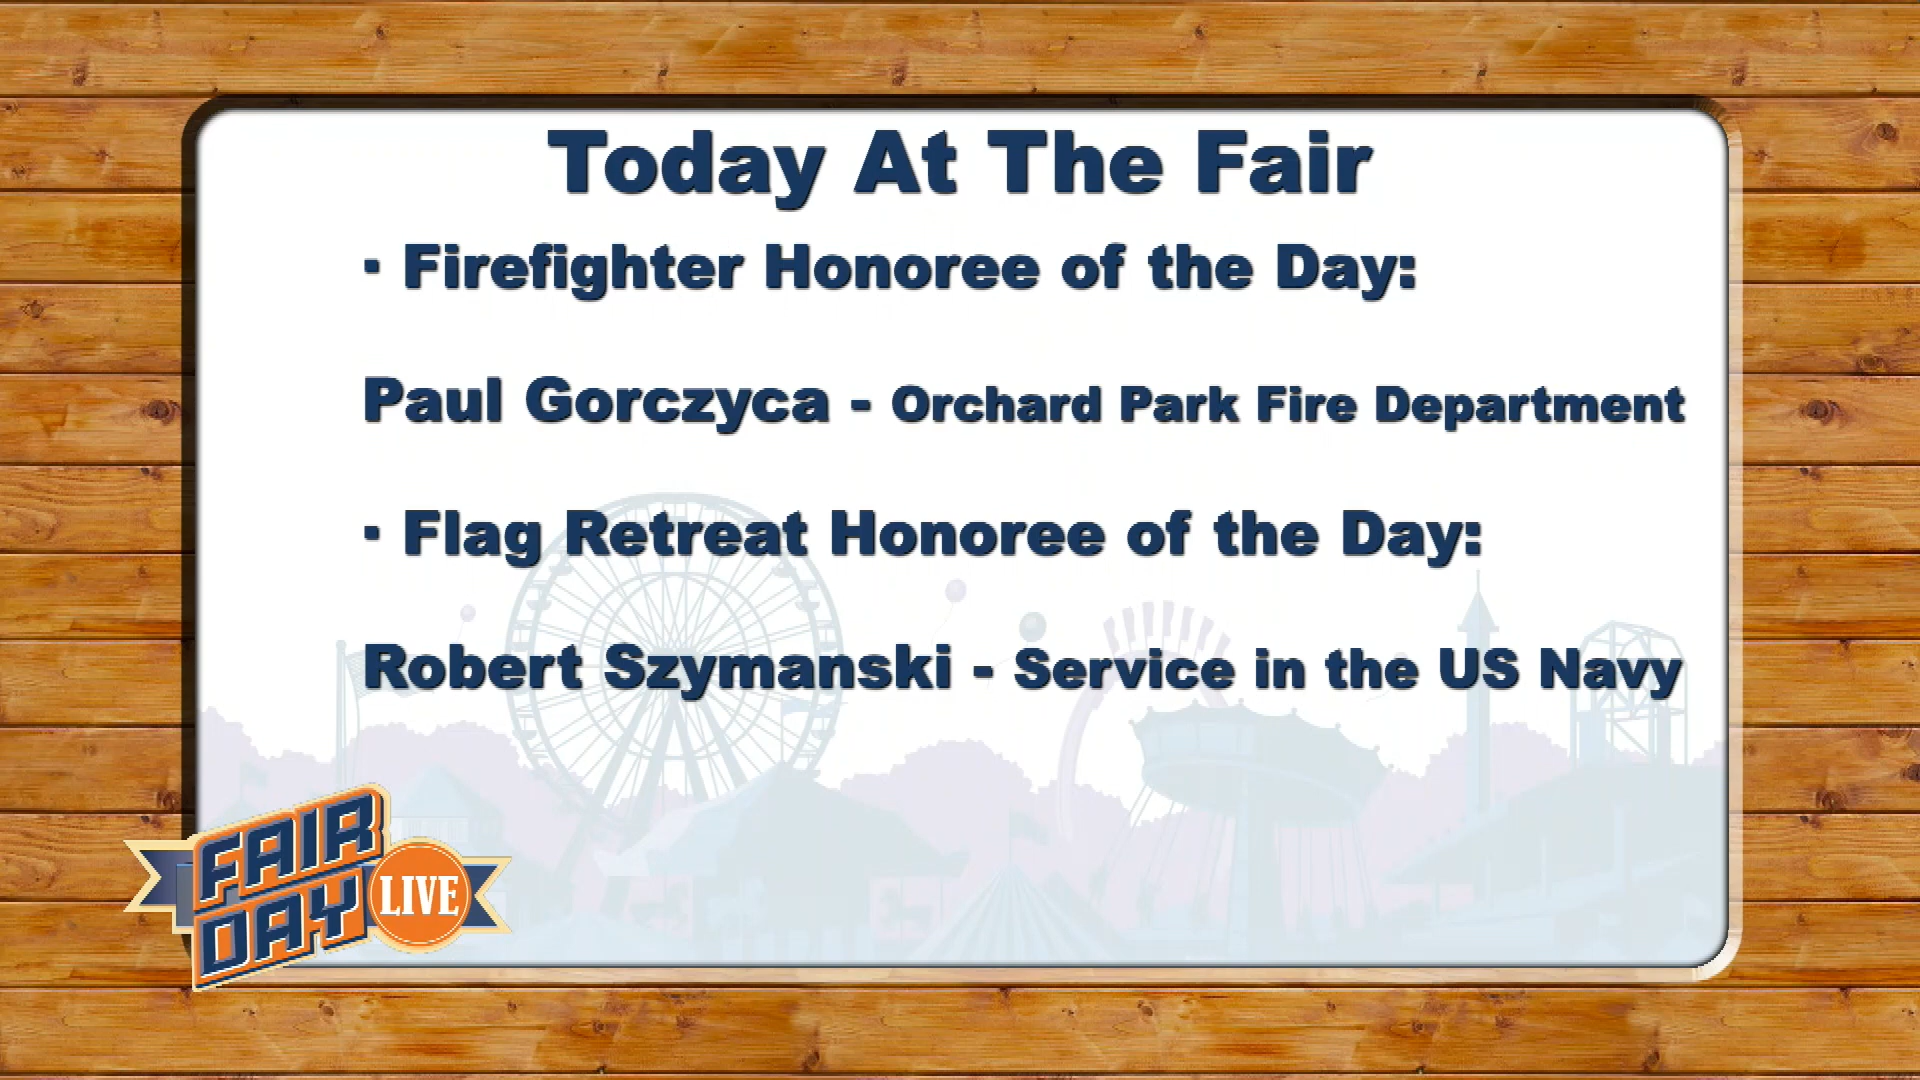 Today At The Fair
· Firefighter Honoree of the Day:
Paul Gorczyca - Orchard Park Fire Department
· Flag Retreat Honoree of the Day:
Robert Szymanski - Service in the US Navy
FAIR
DAY
LIVE